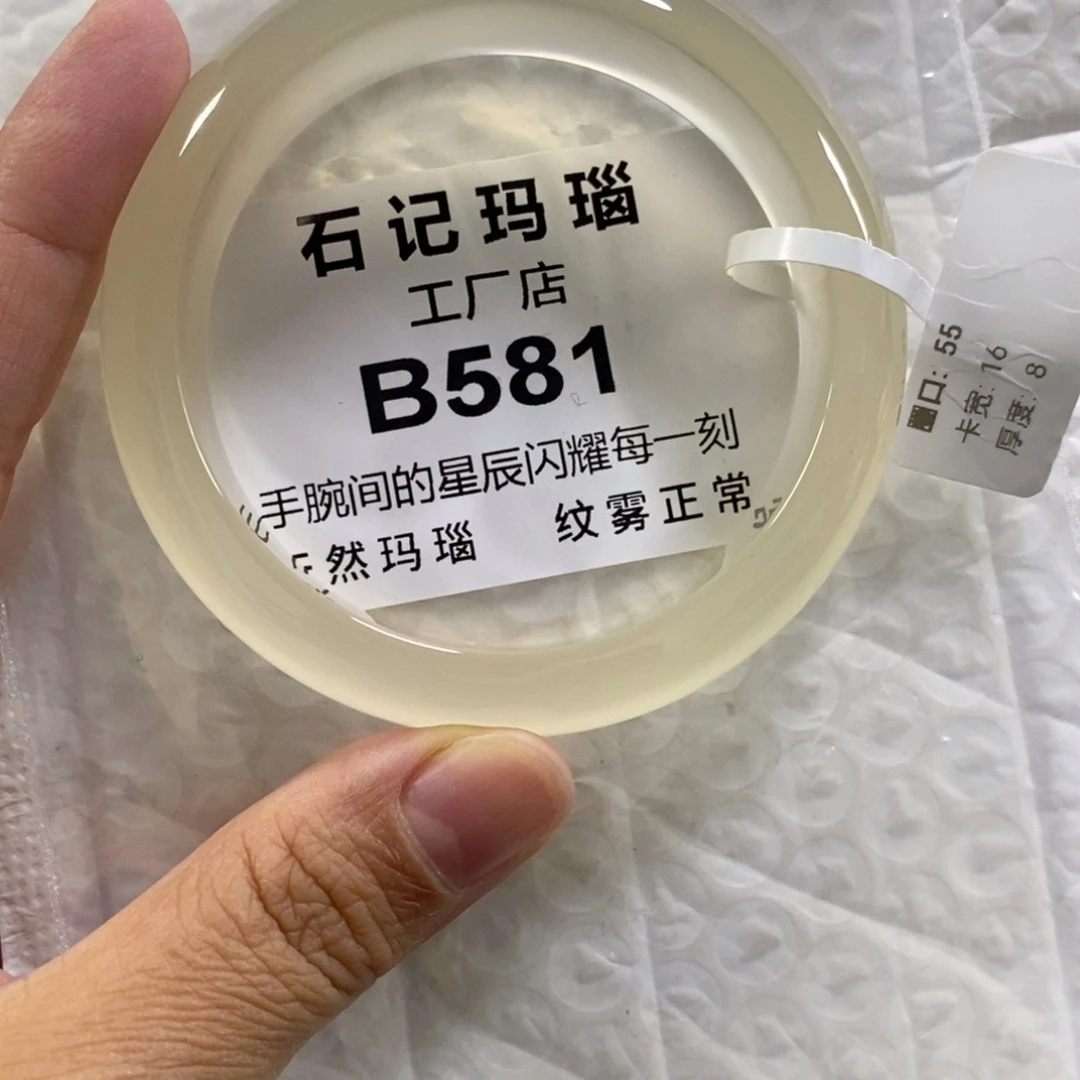 石记玛瑙
工厂店
B581
手腕间的星辰闪耀每一刻
然玛瑙 纹雾正常
口: 55
卡宽: 16
厚度: 8